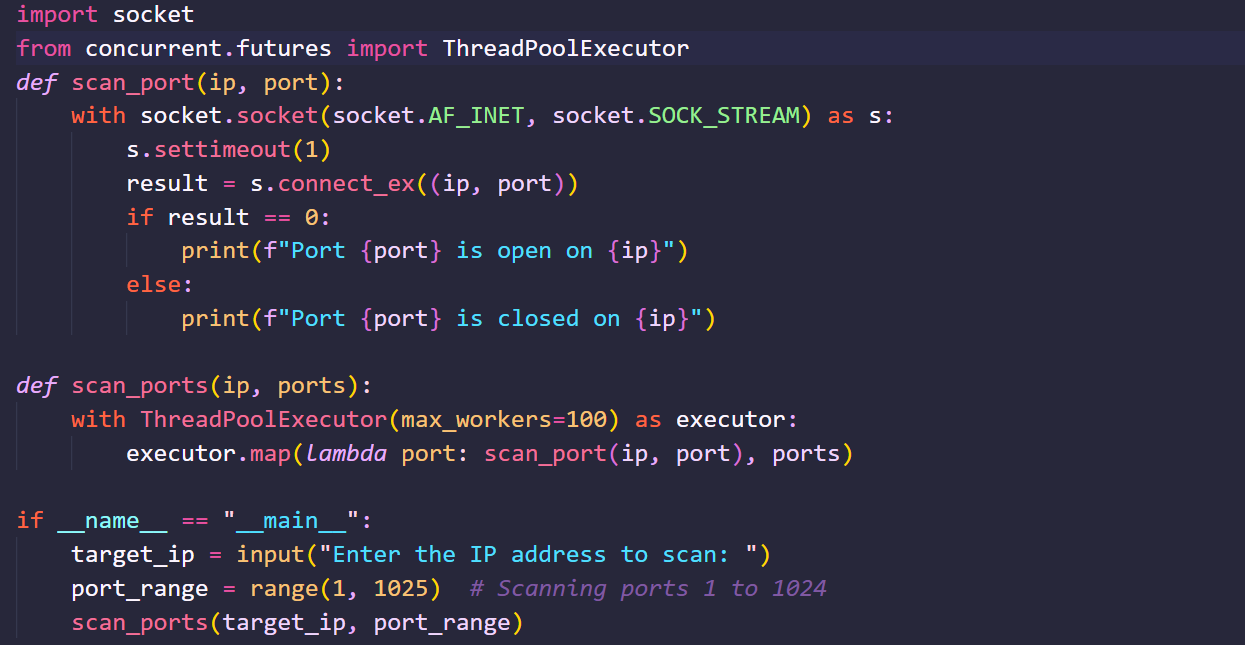 import socket
from concurrent.futures import ThreadPoolExecutor
def scan_port(ip, port):
    with socket.socket(socket.AF_INET, socket.SOCK_STREAM) as s:
        s.settimeout(1)
        result = s.connect_ex((ip, port))
        if result == 0:
            print(f"Port {port} is open on {ip}")
        else:
            print(f"Port {port} is closed on {ip}")

def scan_ports(ip, ports):
    with ThreadPoolExecutor(max_workers=100) as executor:
        executor.map(lambda port: scan_port(ip, port), ports)

if __name__ == "__main__":
    target_ip = input("Enter the IP address to scan: ")
    port_range = range(1, 1025)  # Scanning ports 1 to 1024
    scan_ports(target_ip, port_range)